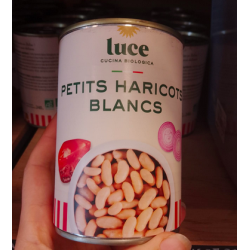 luce
CUCINA BIOLOGICA
PETITS HARICOTS
BLANCS